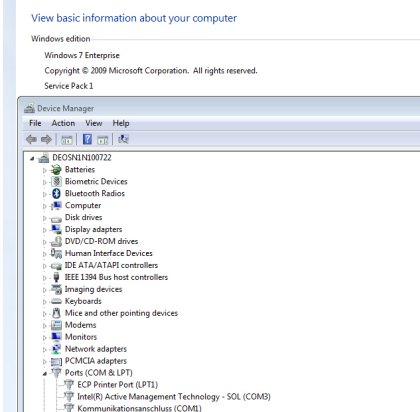 View basic information about your computer
Windows edition
Windows 7 Enterprise
Copyright © 2009 Microsoft Corporation. All rights reserved.
Service Pack 1
Device Manager
File Action View Help
DEOSN1N100722
Batteries
Biometric Devices
Bluetooth Radios
Computer
Disk drives
Display adapters
DVD/CD-ROM drives
Human Interface Devices
IDE ATA/ATAPI controllers
IEEE 1394 Bus host controllers
Imaging devices
Keyboards
Mice and other pointing devices
Modems
Monitors
Network adapters
PCMCIA adapters
Ports (COM & LPT)
ECP Printer Port (LPT1)
Intel(R) Active Management Technology - SOL (COM3)
Kommunikationsanschluss (COM1)